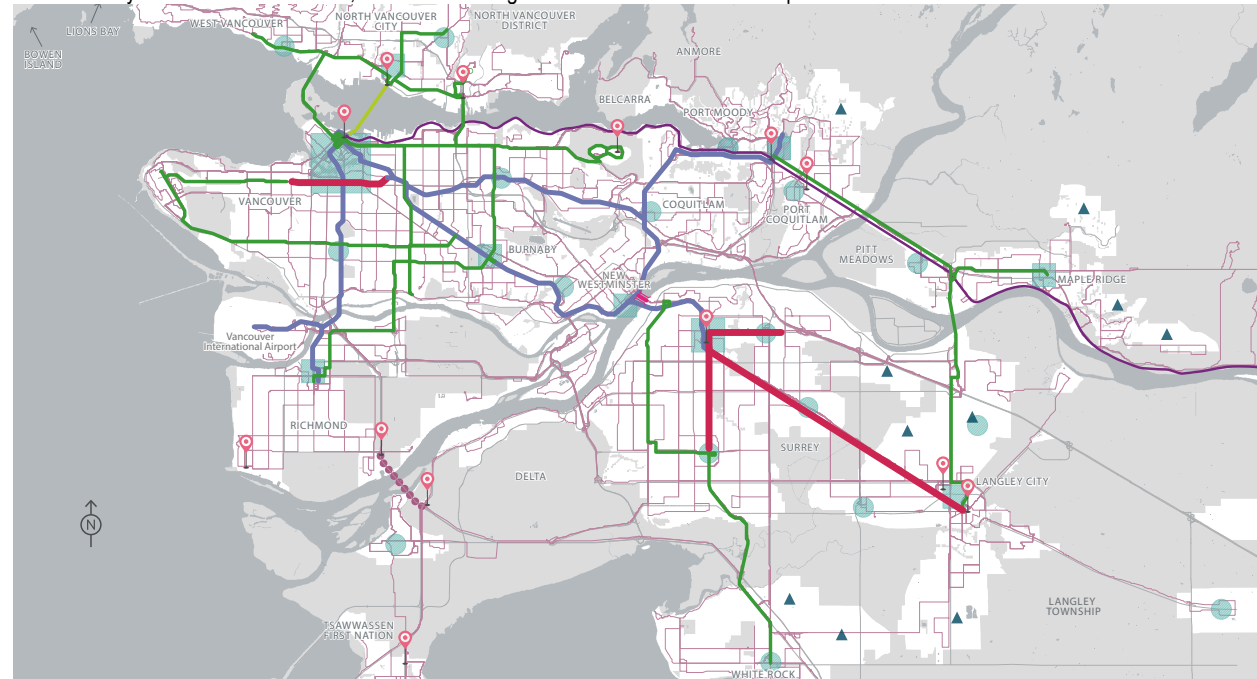 LIONS BAY
BOWEN
ISLAND
WEST VANCOUVER
NORTH VANCOUVER
CITY
NORTH VANCOUVER
DISTRICT
ANMORE
BELCARRA
PORT MOODY
VANCOUVER
COQUITLAM
PORT
COQUITLAM
BURNABY
PITT
MEADOWS
NEW
WESTMINSTER
MAPLE RIDGE
Vancouver
International Airport
RICHMOND
SURREY
DELTA
LANGLEY CITY
N
LANGLEY
TOWNSHIP
TSAWWASSEN
FIRST NATION
WHITE ROCK